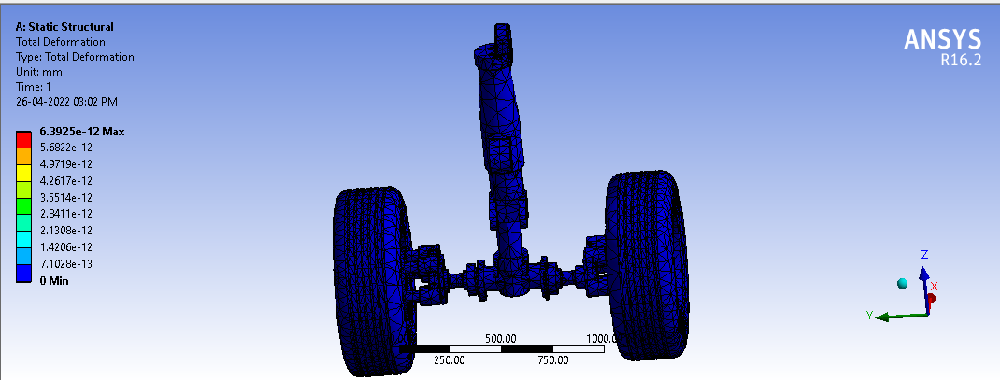 A: Static Structural
Total Deformation
Type: Total Deformation
Unit: mm
Time: 1
26-04-2022 03:02 PM
6.3925e-12 Max
5.6822e-12
4.9719e-12
4.2617e-12
3.5514e-12
2.8411e-12
2.1308e-12
1.4206e-12
7.1028e-13
0 Min
ANSYS
R16.2
500.00
250.00
750.00
Z
X
Y